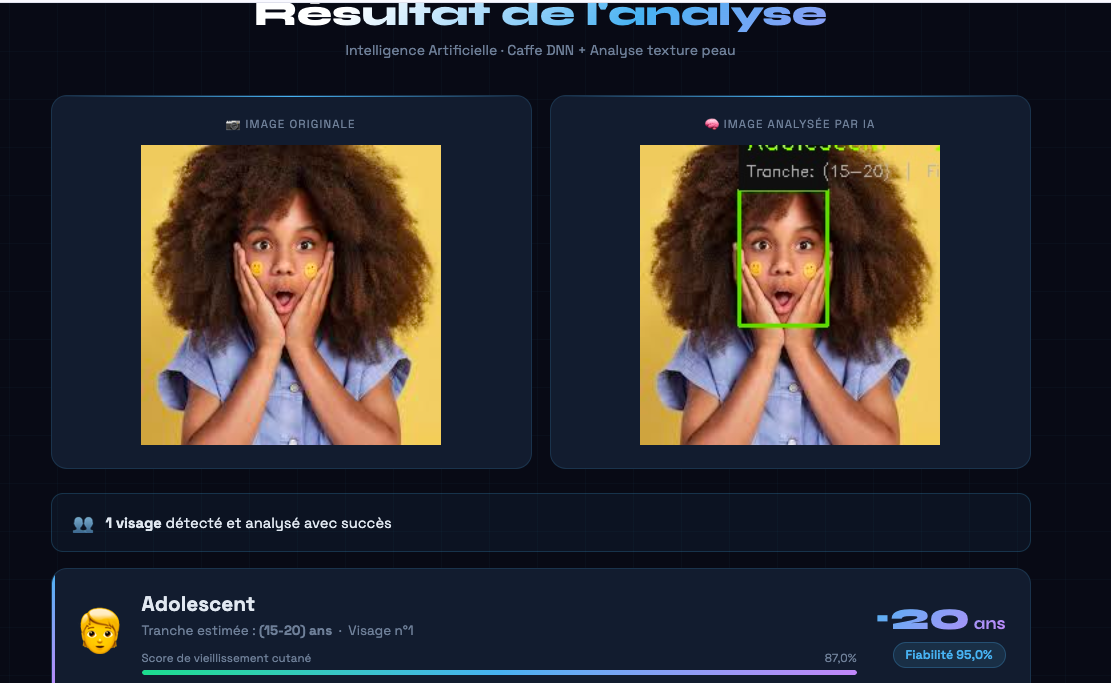 Résultat de l'analyse
Intelligence Artificielle · Caffe DNN + Analyse texture peau
IMAGE ORIGINALE
IMAGE ANALYSÉE PAR IA
Tranche: (15-20) |
1 visage détecté et analysé avec succès
Adolescent
Tranche estimée : (15-20) ans · Visage n°1
-20 ans
Fiabilité 95,0%
Score de vieillissement cutané
87,0%